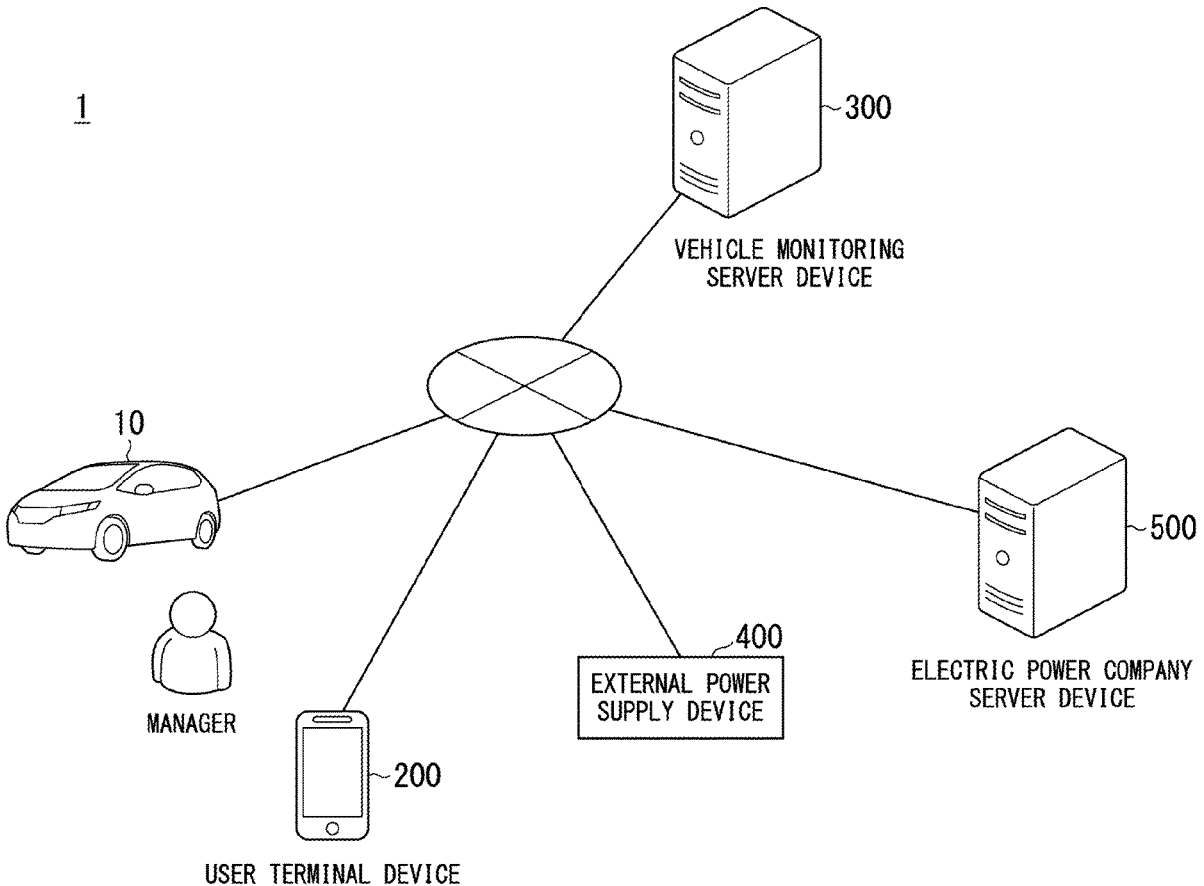 1
300
VEHICLE MONITORING
SERVER DEVICE
10
500
400
EXTERNAL POWER
SUPPLY DEVICE
ELECTRIC POWER COMPANY
SERVER DEVICE
MANAGER
200
USER TERMINAL DEVICE